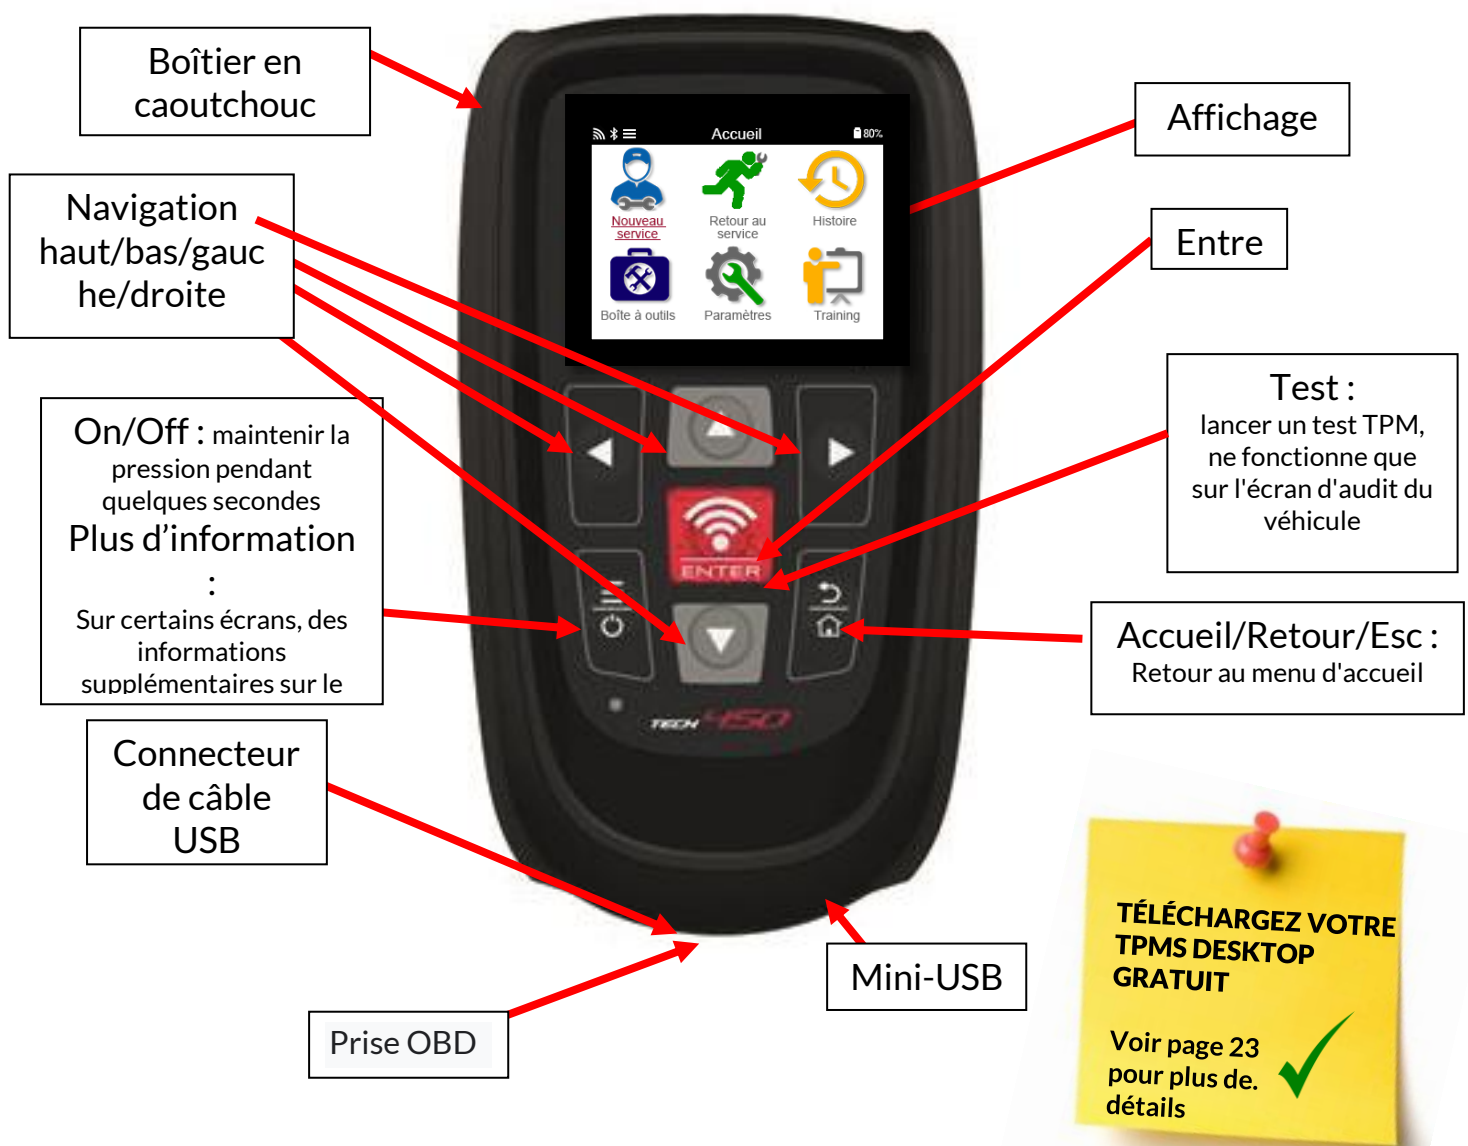 Boîtier en
caoutchouc
Navigation
haut/bas/gauc
he/droite
On/Off : maintenir la
pression pendant
quelques secondes
Plus d’information
:
Sur certains écrans, des
informations
supplémentaires sur le
Connecteur
de câble
USB
Prise OBD
Accueil
80%
Nouveau
service
Retour au
service
Histoire
Boîte à outils
Paramètres
Training
ENTER
TECH 450
Affichage
Entre
Test :
lancer un test TPM,
ne fonctionne que
sur l'écran d'audit du
véhicule
Accueil/Retour/Esc :
Retour au menu d'accueil
Mini-USB
TÉLÉCHARGEZ VOTRE
TPMS DESKTOP
GRATUIT
Voir page 23
pour plus de.
détails